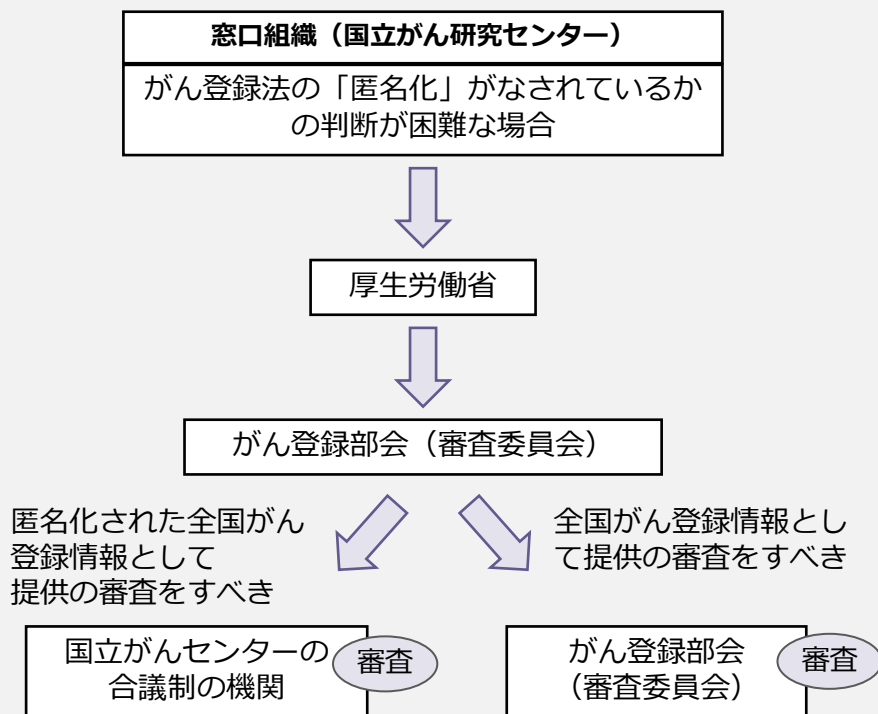 窓口組織（国立がん研究センター）
がん登録法の「匿名化」がなされているか
の判断が困難な場合
厚生労働省
がん登録部会（審査委員会）
匿名化された全国がん
登録情報として
提供の審査をすべき
全国がん登録情報とし
て提供の審査をすべき
国立がんセンターの
合議制の機関
審査
がん登録部会
（審査委員会）
審査